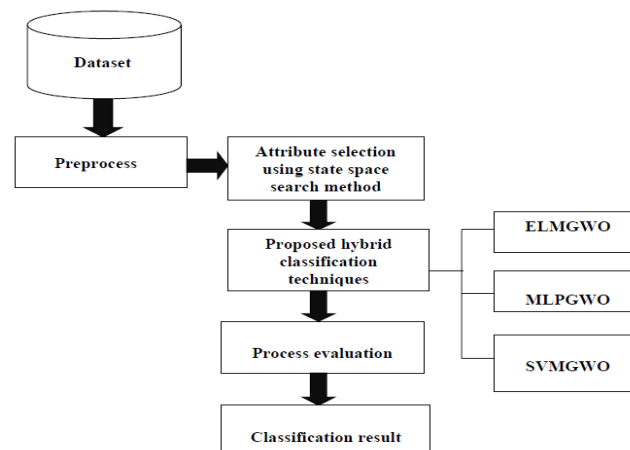 Dataset
Preprocess
Attribute selection
using state space
search method
Proposed hybrid
classification
techniques
ELMGWO
MLPGWO
SVMGWO
Process evaluation
Classification result